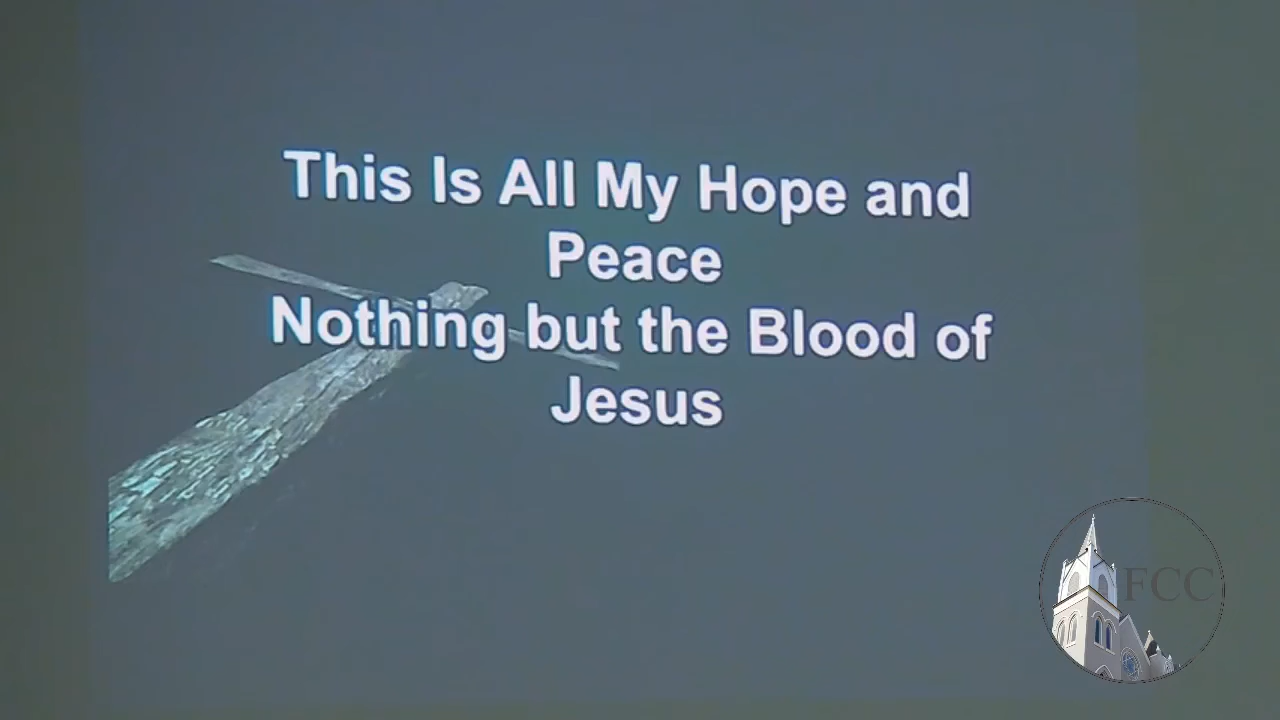 This Is All My Hope and
Peace
Nothing but the Blood of
Jesus
FCC